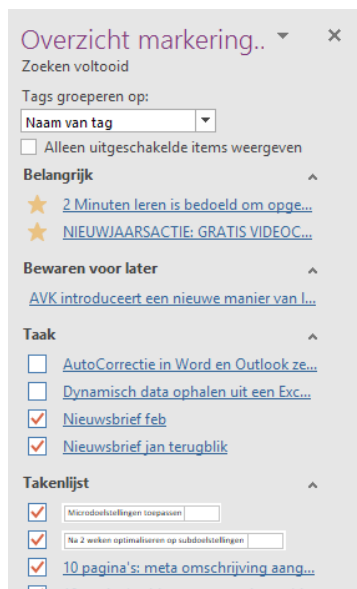 Overzicht markering..
Zoeken voltooid
Tags groeperen op:
Naam van tag
Alleen uitgeschakelde items weergeven
Belangrijk
2 Minuten leren is bedoeld om opge...
NIEUWJAARSACTIE: GRATIS VIDEOC...
Bewaren voor later
AVK introduceert een nieuwe manier van l...
Taak
AutoCorrectie in Word en Outlook ze...
Dynamisch data ophalen uit een Exc...
Nieuwsbrief feb
Nieuwsbrief jan terugblik
Takenlijst
Microdoelstellingen toepassen
Na 2 weken optimaliseren op subdoelstellingen
10 pagina's: meta omschrijving aang...